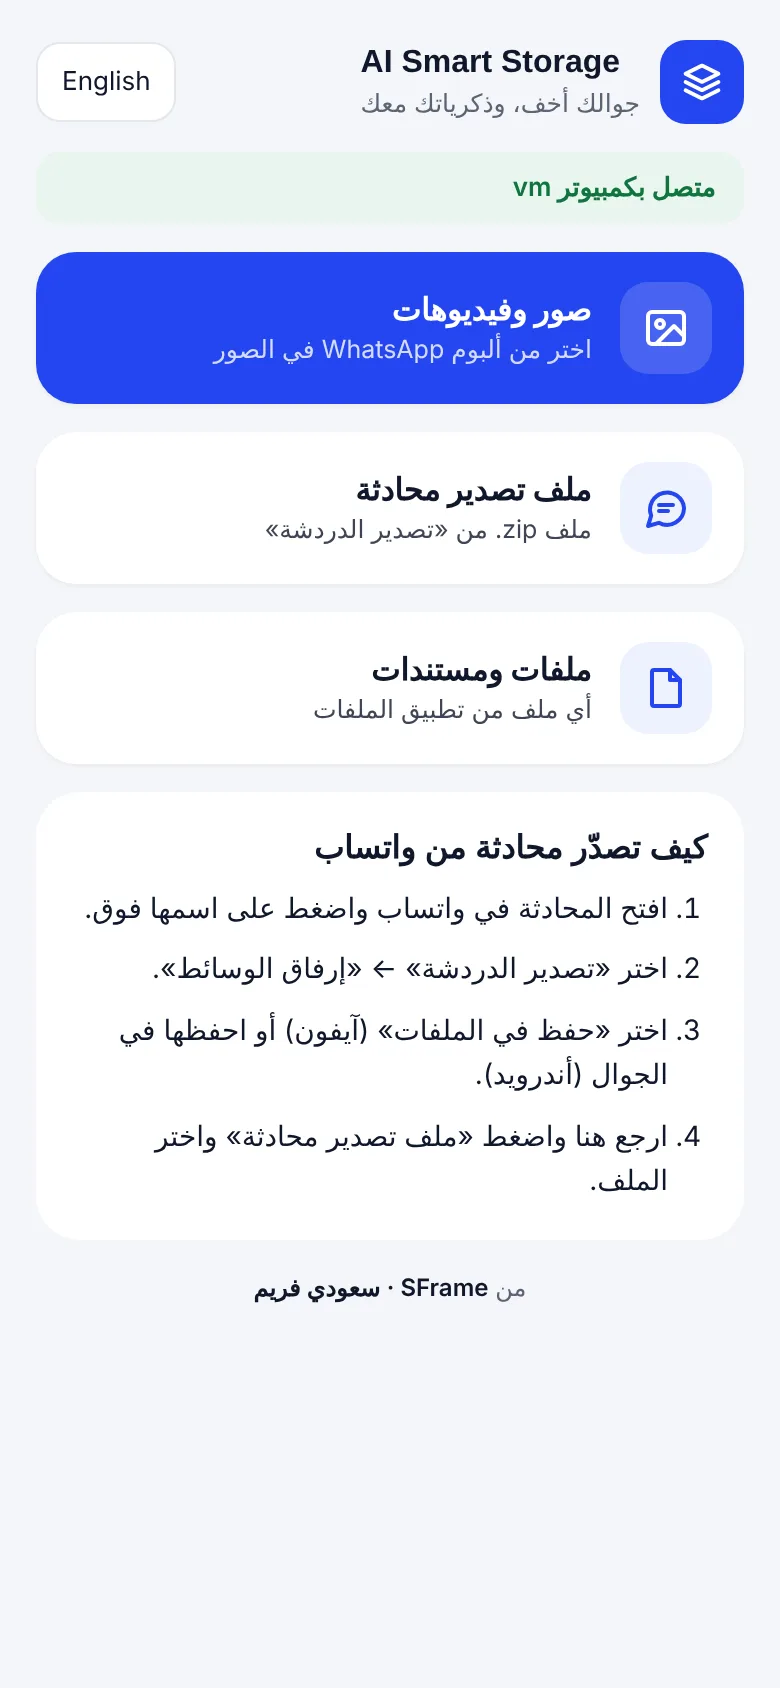 AI Smart Storage
جوالك أخف، وذكرياتك معك
English
متصل بكمبيوتر vm
صور وفيديوهات
اختر من ألبوم WhatsApp في الصور
ملف تصدير محادثة
ملف zip. من «تصدير الدردشة»
ملفات ومستندات
أي ملف من تطبيق الملفات
كيف تصدّر محادثة من واتساب
1. افتح المحادثة في واتساب واضغط على اسمها فوق.
2. اختر «تصدير الدردشة» ← «إرفاق الوسائط».
3. اختر «حفظ في الملفات» (آيفون) أو احفظها في
الجوال (أندرويد).
4. ارجع هنا واضغط «ملف تصدير محادثة» واختر
الملف.
من SFrame · سعودي فريم